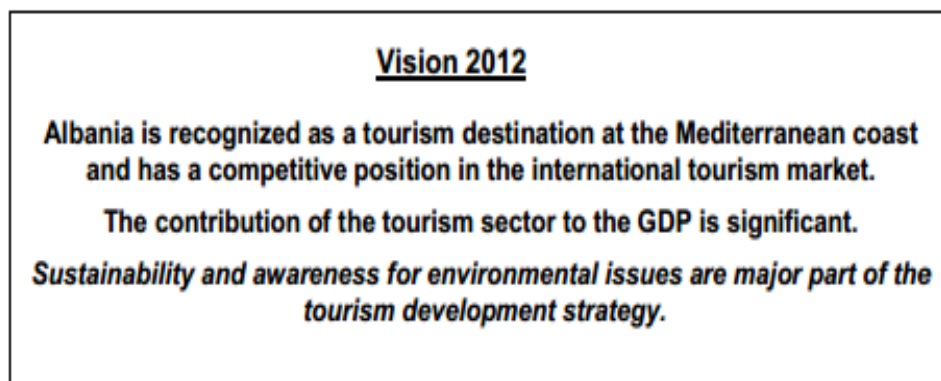 Vision 2012
Albania is recognized as a tourism destination at the Mediterranean coast
and has a competitive position in the international tourism market.
The contribution of the tourism sector to the GDP is significant.
Sustainability and awareness for environmental issues are major part of the
tourism development strategy.